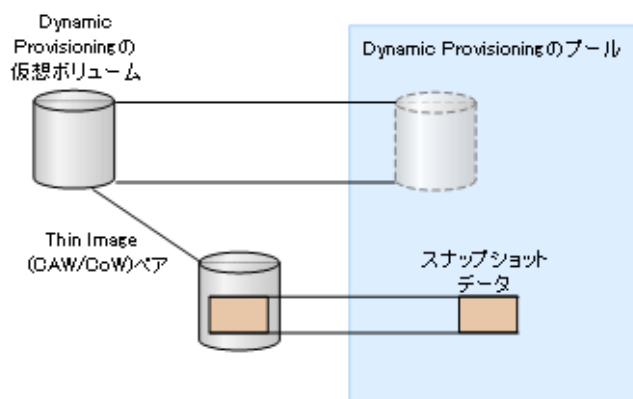 Dynamic
Provisioningの
仮想ボリューム
Dynamic Provisioningのプール
Thin Image
(CAW/CoW)ペア
スナップショット
データ